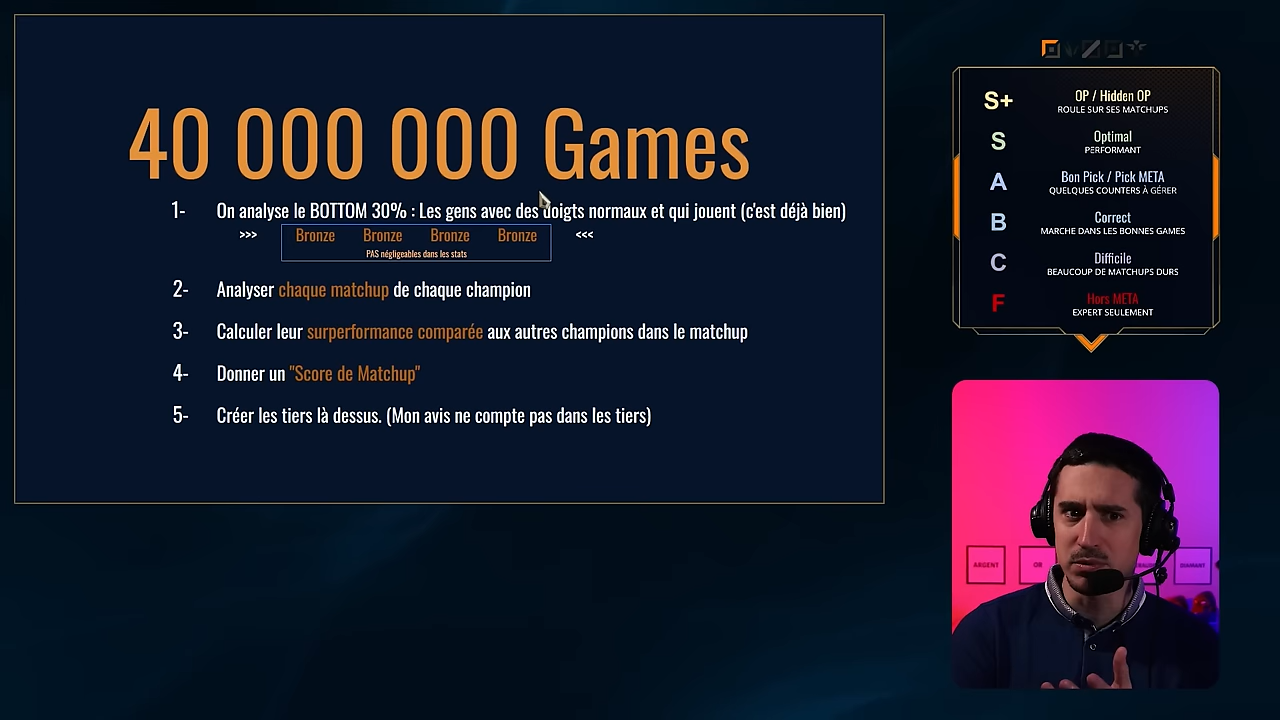 40 000 000 Games
1- On analyse le BOTTOM 30% : Les gens avec des doigts normaux et qui jouent (c'est déjà bien)
>>> Bronze Bronze Bronze Bronze <<<
PAS négligeables dans les stats
2- Analyser chaque matchup de chaque champion
3- Calculer leur surperformance comparée aux autres champions dans le matchup
4- Donner un "Score de Matchup"
5- Créer les tiers là dessus. (Mon avis ne compte pas dans les tiers)
S+ OP / Hidden OP
ROULE SUR SES MATCHUPS
S Optimal
PERFORMANT
A Bon Pick / Pick META
QUELQUES COUNTERS À GÉRER
B Correct
MARCHE DANS LES BONNES GAMES
C Difficile
BEAUCOUP DE MATCHUPS DURS
F Hors META
EXPERT SEULEMENT
ARGENT OR DIAMANT